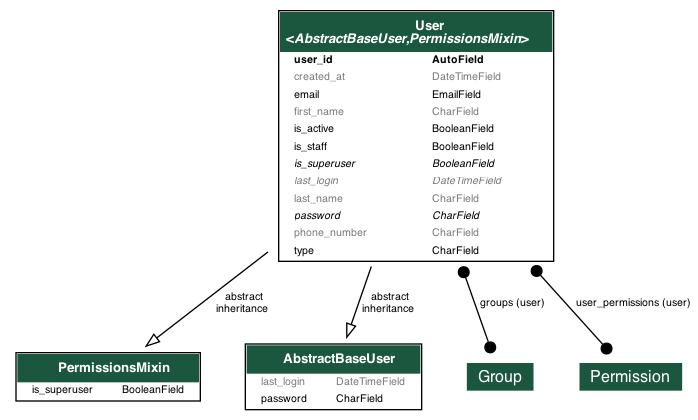 User
<AbstractBaseUser,PermissionsMixin>
user_id AutoField
created_at DateTimeField
email EmailField
first_name CharField
is_active BooleanField
is_staff BooleanField
is_superuser BooleanField
last_login DateTimeField
last_name CharField
password CharField
phone_number CharField
type CharField
abstract
inheritance
abstract
inheritance
groups (user)
user_permissions (user)
PermissionsMixin
is_superuser BooleanField
AbstractBaseUser
last_login DateTimeField
password CharField
Group
Permission